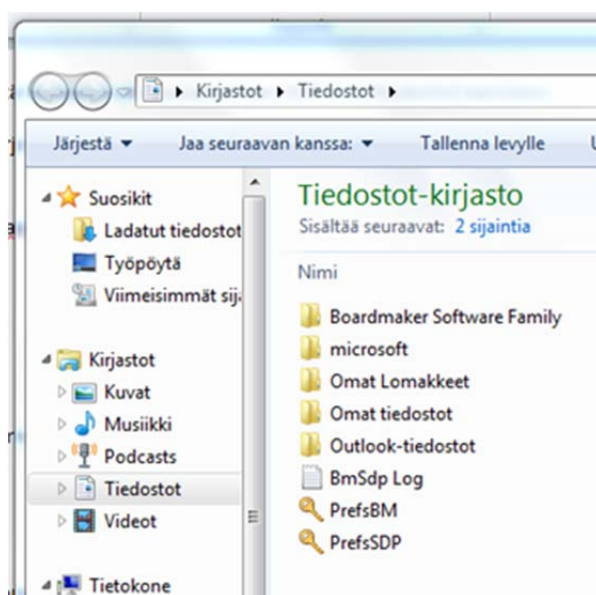 Kirjastot Tiedostot
Järjestä Jaa seuraavan kanssa: Tallenna levylle
Suosikit
Ladatut tiedostot
Työpöytä
Viimeisimmät sij
Kirjastot
Kuvat
Musiikki
Podcasts
Tiedostot
Videot
Tietokone
Tiedostot-kirjasto
Sisältää seuraavat: 2 sijaintia
Nimi
Boardmaker Software Family
microsoft
Omat Lomakkeet
Omat tiedostot
Outlook-tiedostot
BmSdp Log
PrefsBM
PrefsSDP